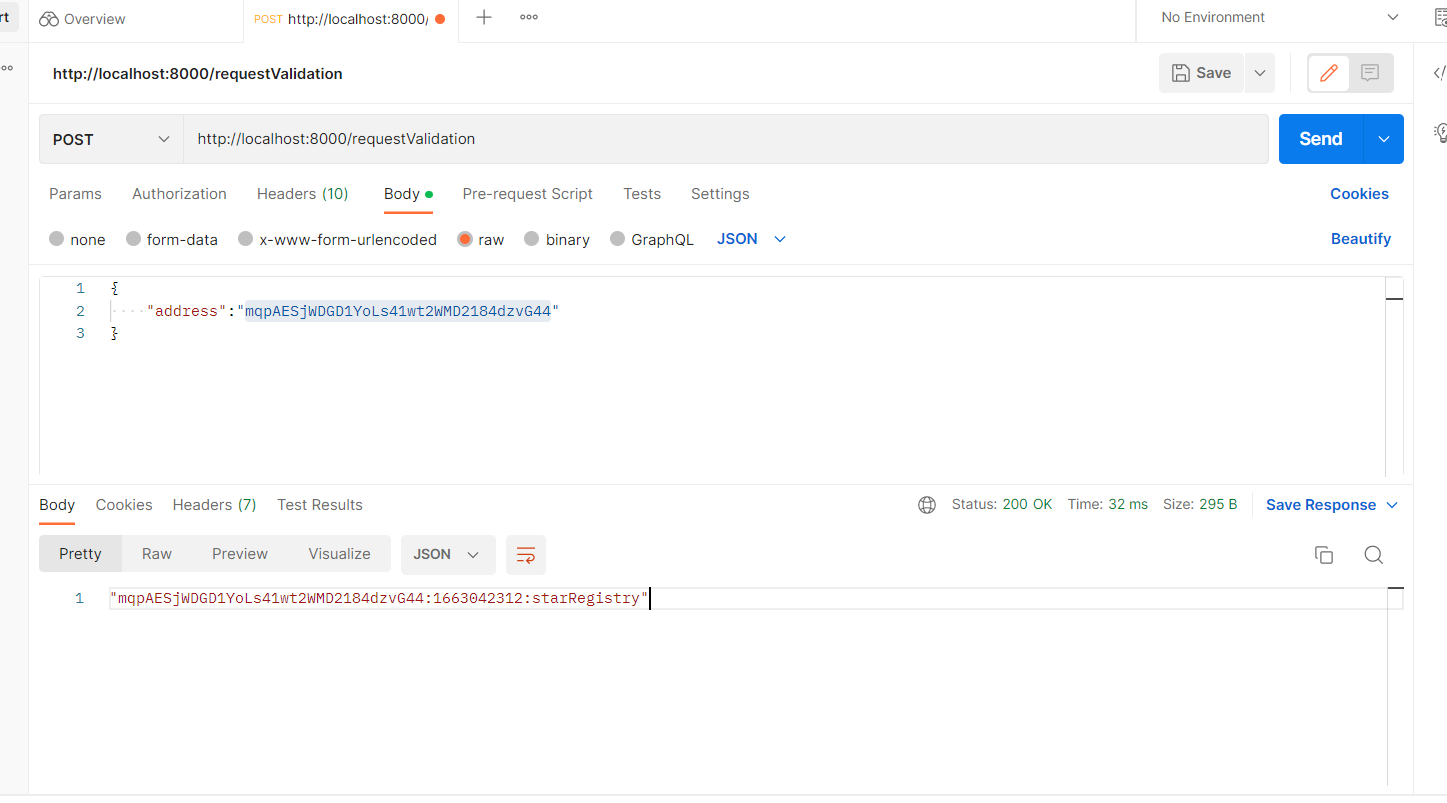 rt
Overview
POST http://localhost:8000/
No Environment
http://localhost:8000/requestValidation
Save
POST
http://localhost:8000/requestValidation
Send
Params
Authorization
Headers (10)
Body
Pre-request Script
Tests
Settings
Cookies
none
form-data
x-www-form-urlencoded
raw
binary
GraphQL
JSON
Beautify
1 {
2 "address":"mqpAESjWDGD1YoLs41wt2WMD2184dzvG44"
3 }
Body
Cookies
Headers (7)
Test Results
Status: 200 OK
Time: 32 ms
Size: 295 B
Save Response
Pretty
Raw
Preview
Visualize
JSON
1 "mqpAESjWDGD1YoLs41wt2WMD2184dzvG44:1663042312:starRegistry"